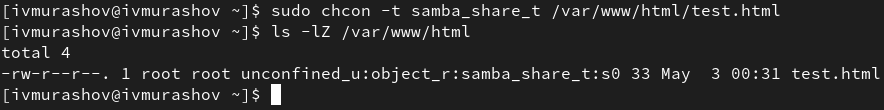 [ivmurashov@ivmurashov ~]$ sudo chcon -t samba_share_t /var/www/html/test.html
[ivmurashov@ivmurashov ~]$ ls -lZ /var/www/html
total 4
-rw-r--r--. 1 root root unconfined_u:object_r:samba_share_t:s0 33 May  3 00:31 test.html
[ivmurashov@ivmurashov ~]$